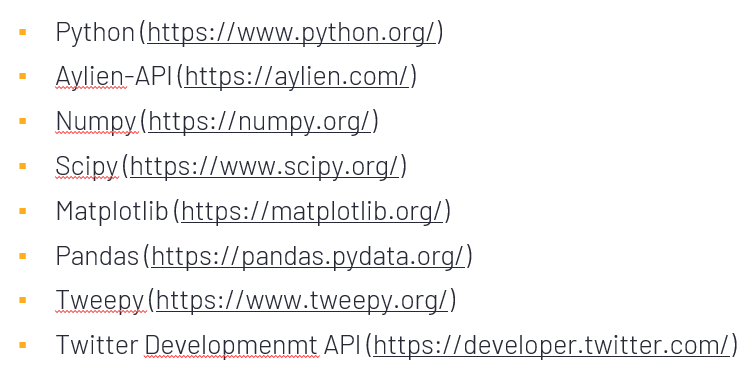 ▪ Python (https://www.python.org/)
▪ Aylien-API (https://aylien.com/)
▪ Numpy (https://numpy.org/)
▪ Scipy (https://www.scipy.org/)
▪ Matplotlib (https://matplotlib.org/)
▪ Pandas (https://pandas.pydata.org/)
▪ Tweepy (https://www.tweepy.org/)
▪ Twitter Developmenmt API (https://developer.twitter.com/)